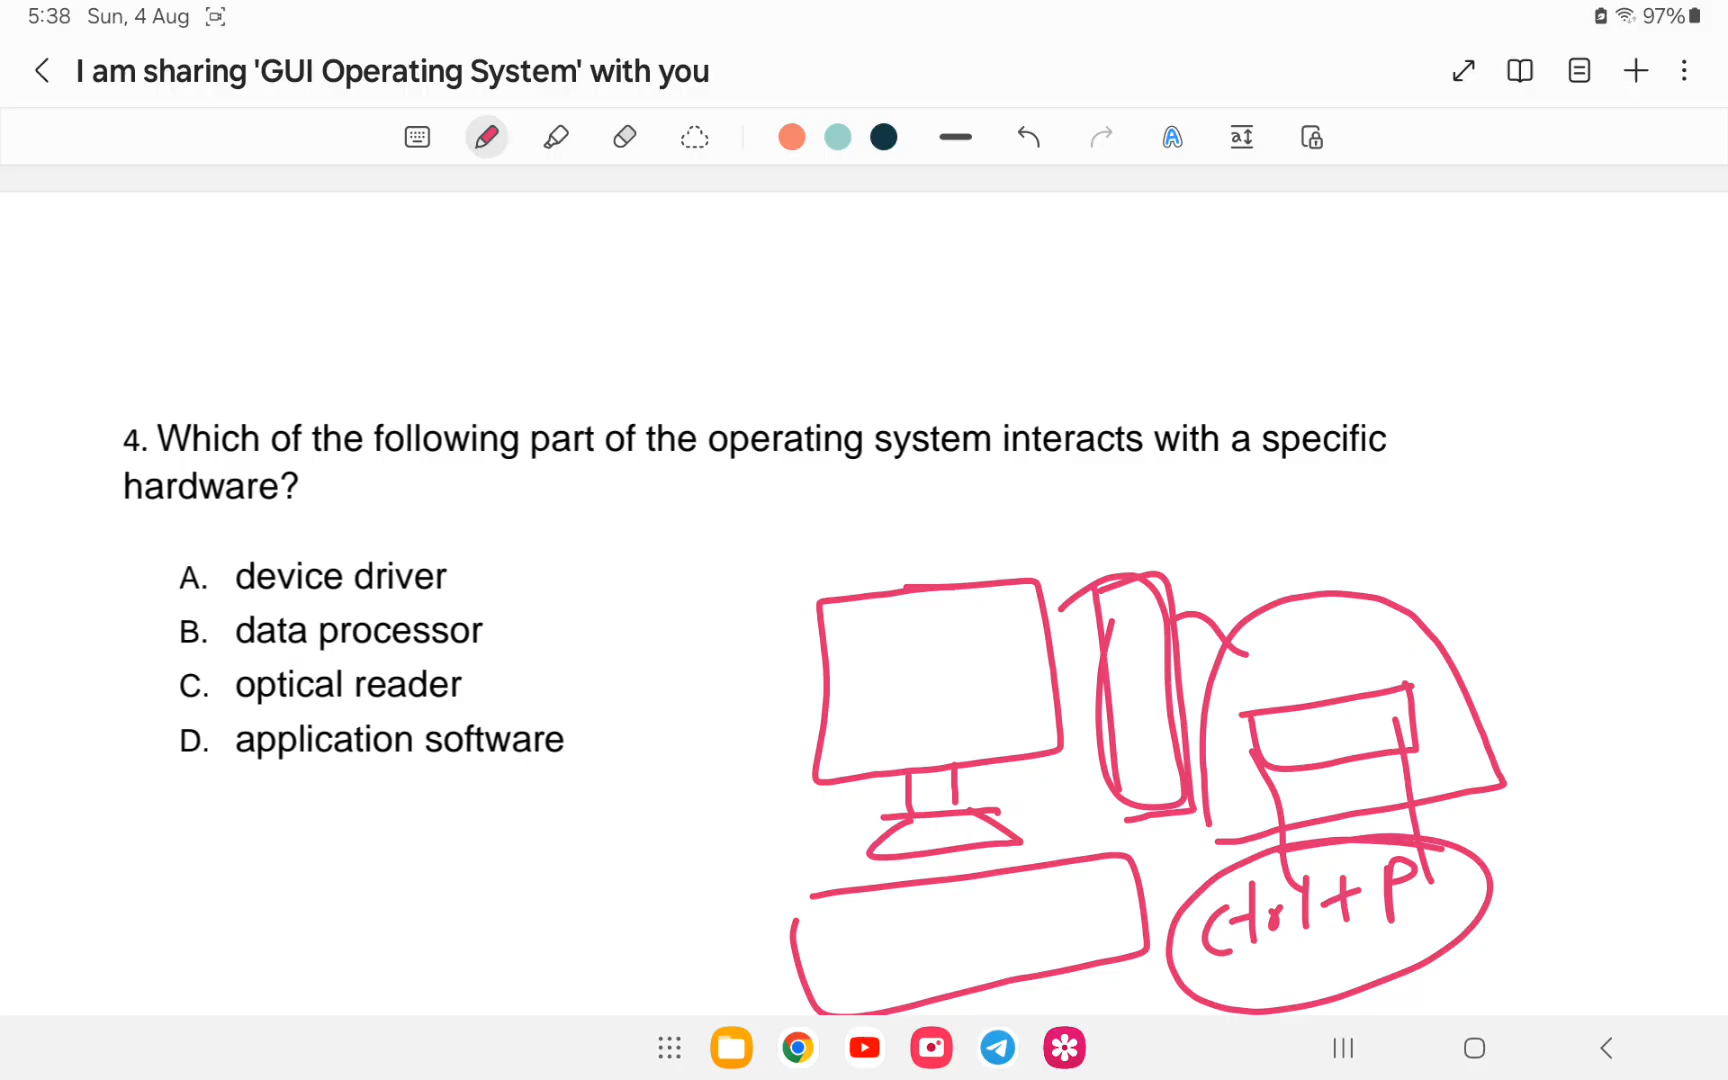 5:38 Sun, 4 Aug 97%
I am sharing 'GUI Operating System' with you
4. Which of the following part of the operating system interacts with a specific
hardware?
A. device driver
B. data processor
C. optical reader
D. application software
Ctrl + P